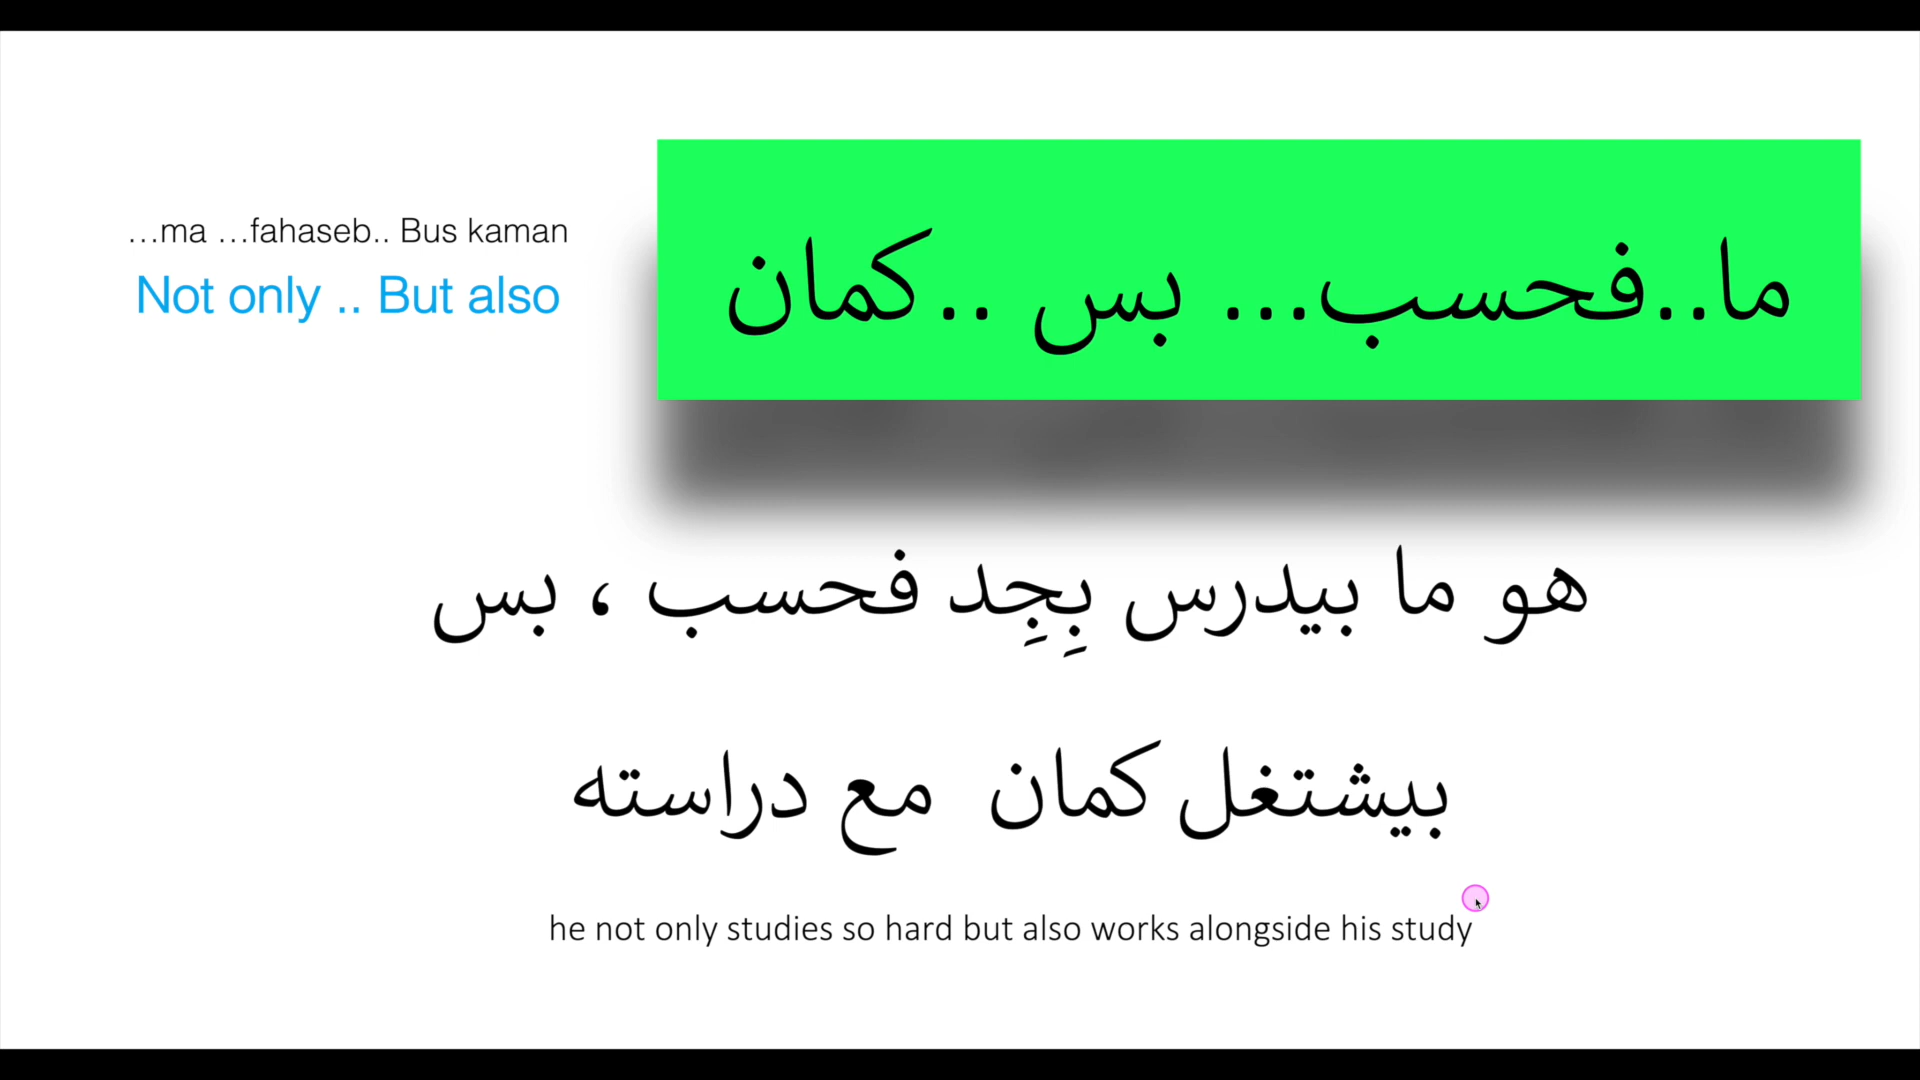 …ma …fahaseb.. Bus kaman
Not only .. But also
ما..فحسب... بس ..كمان
هو ما بيدرس بِجِد فحسب ، بس
بيشتغل كمان مع دراسته
he not only studies so hard but also works alongside his study